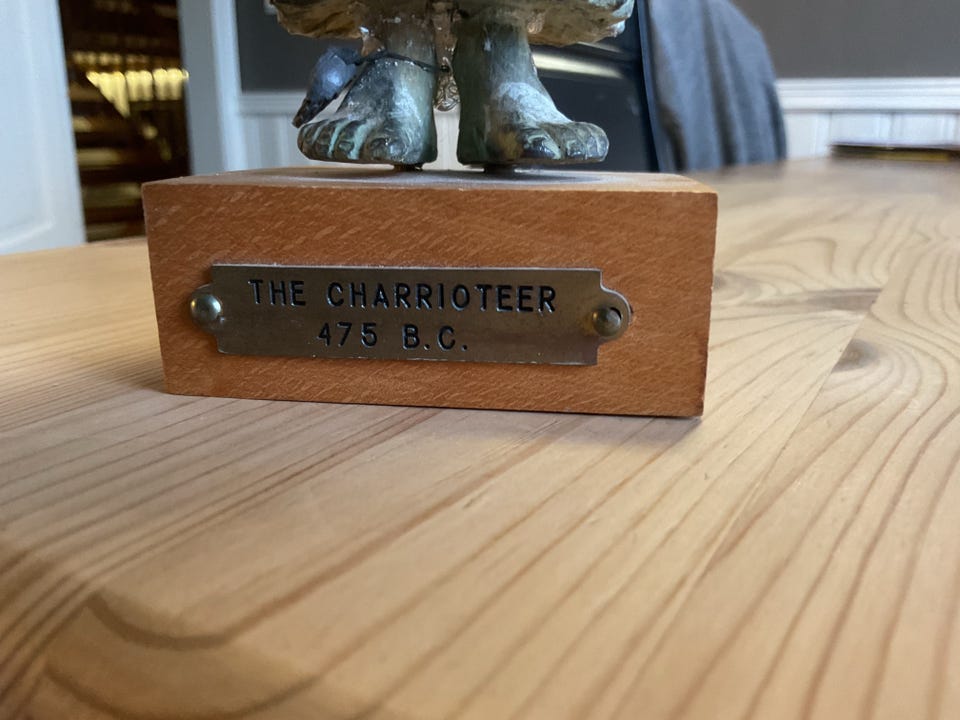 THE CHARRIOTEER
475 B.C.